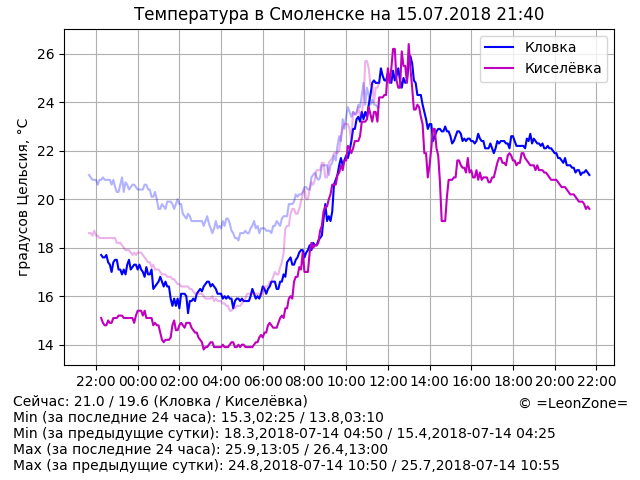 Температура в Смоленске на 15.07.2018 21:40
Кловка
Киселёвка
градусов Цельсия, °C
26
24
22
20
18
16
14
22:00 00:00 02:00 04:00 06:00 08:00 10:00 12:00 14:00 16:00 18:00 20:00 22:00
Сейчас: 21.0 / 19.6 (Кловка / Киселёвка)
© =LeonZone=
Min (за последние 24 часа): 15.3,02:25 / 13.8,03:10
Min (за предыдущие сутки): 18.3,2018-07-14 04:50 / 15.4,2018-07-14 04:25
Max (за последние 24 часа): 25.9,13:05 / 26.4,13:00
Max (за предыдущие сутки): 24.8,2018-07-14 10:50 / 25.7,2018-07-14 10:55